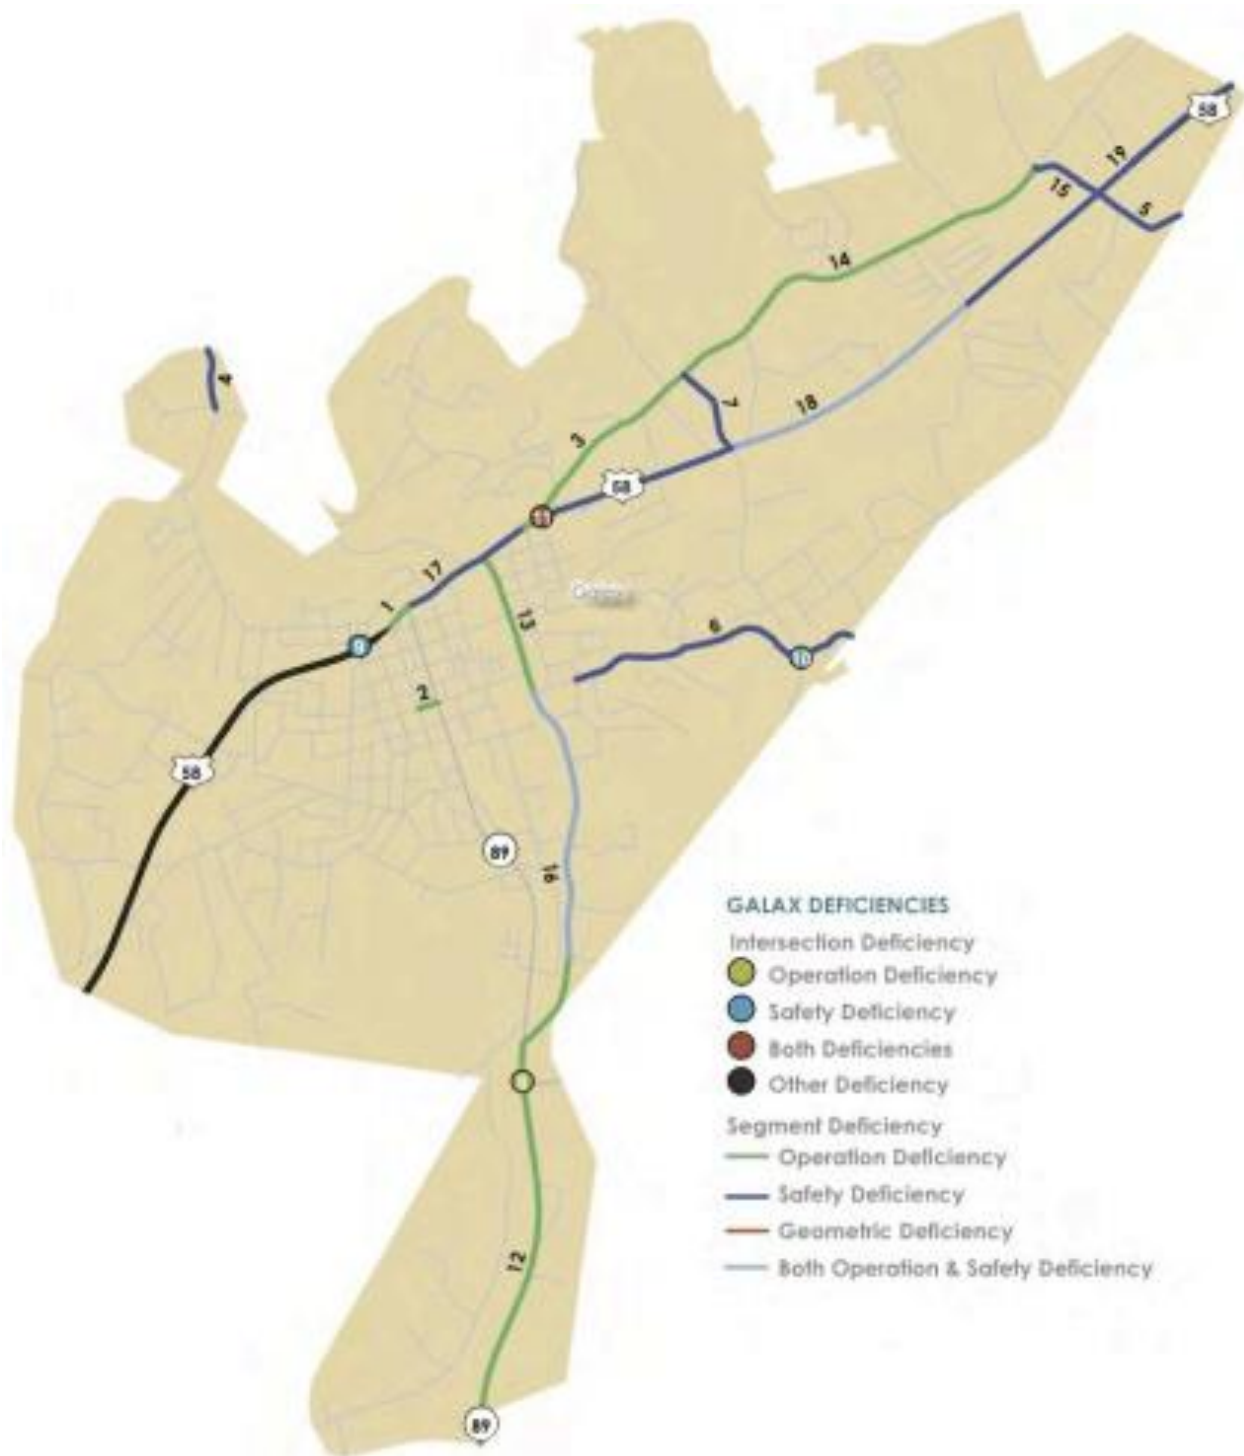 58
19
15
5
14
4
7
18
3
58
17
1
13
6
9
10
2
58
89
16
GALAX DEFICIENCIES
Intersection Deficiency
Operation Deficiency
Safety Deficiency
Both Deficiencies
Other Deficiency
Segment Deficiency
Operation Deficiency
Safety Deficiency
Geometric Deficiency
Both Operation & Safety Deficiency
12
89